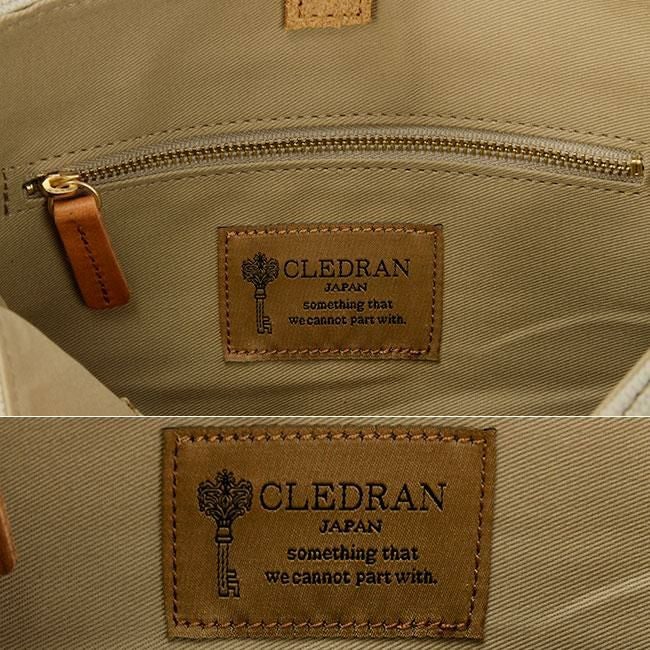 CLEDRAN
JAPAN
something that
we cannot part with.
CLEDRAN
JAPAN
something that
we cannot part with.